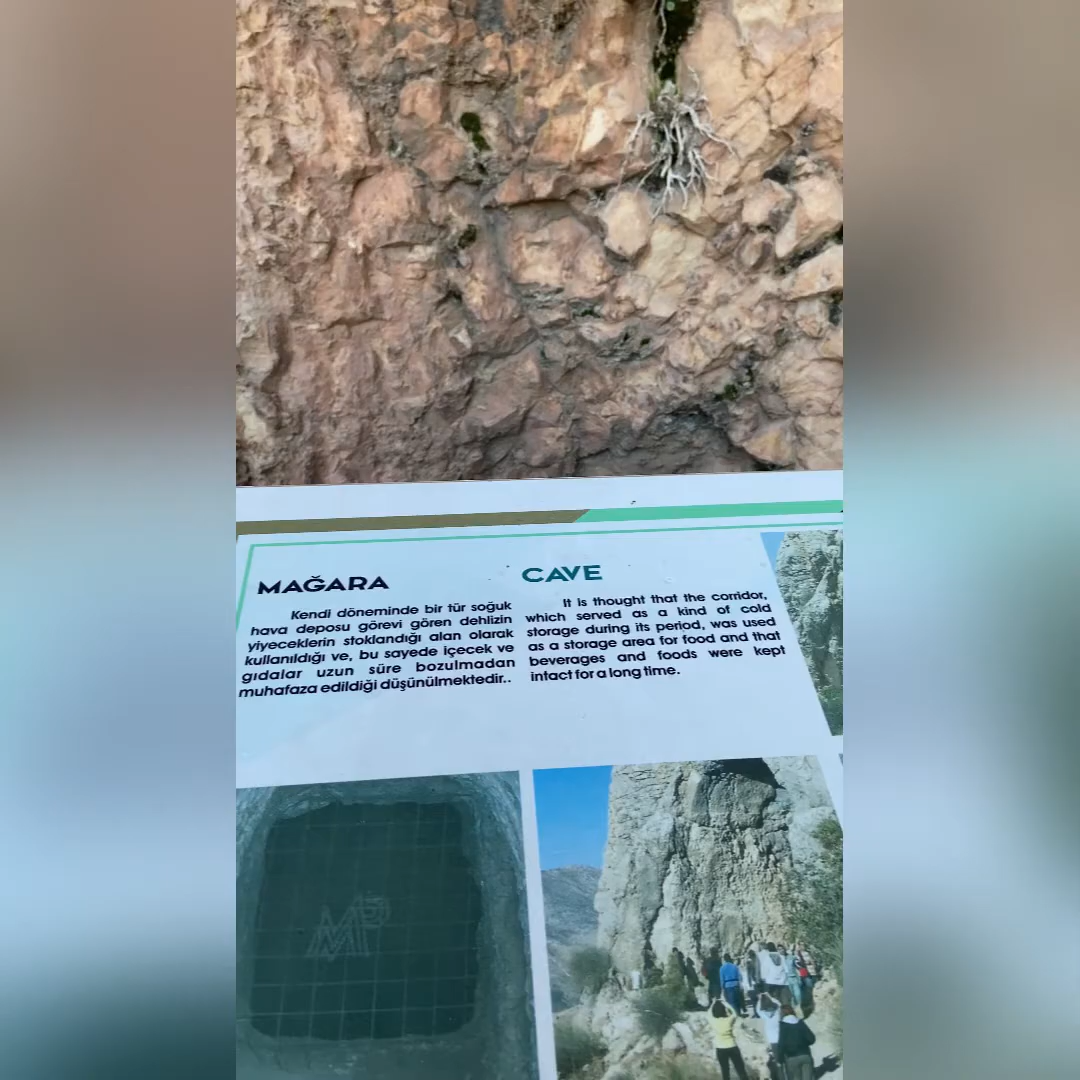 MAĞARA
Kendi döneminde bir tür soğuk
hava deposu görevi gören dehlizin
yiyeceklerin stoklandığı alan olarak
kullanıldığı ve, bu sayede içecek ve
gıdalar uzun süre bozulmadan
muhafaza edildiği düşünülmektedir..
CAVE
It is thought that the corridor,
which served as a kind of cold
storage during its period, was used
as a storage area for food and that
beverages and foods were kept
intact for a long time.